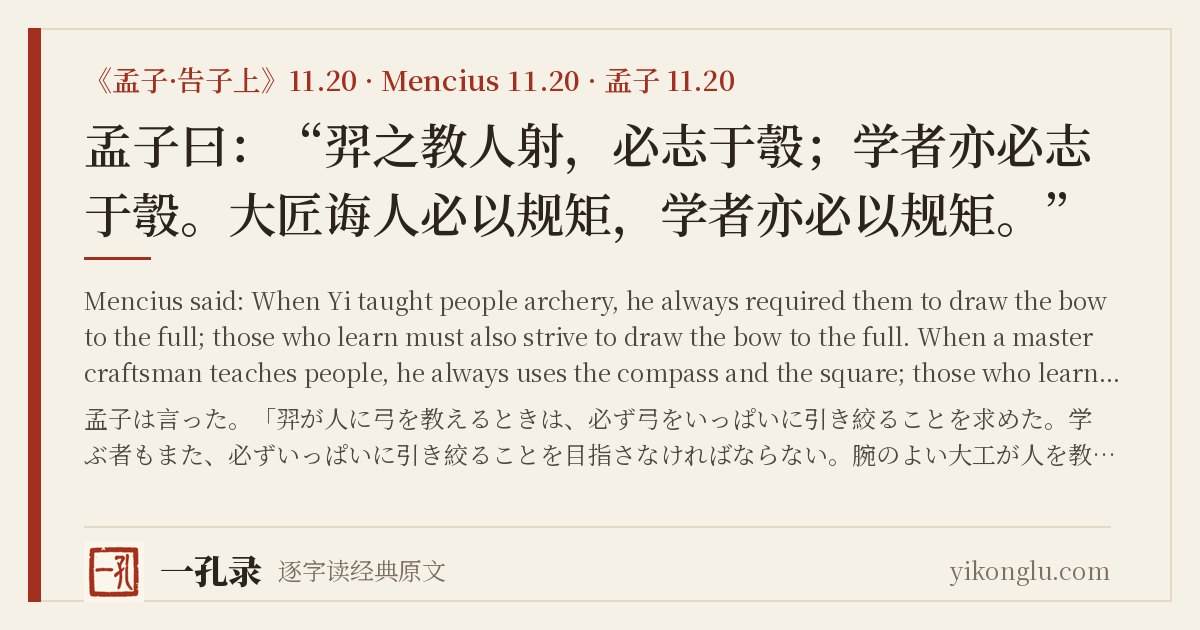 《孟子·告子上》11.20 · Mencius 11.20 · 孟子 11.20
孟子曰：“羿之教人射，必志于彀；学者亦必志
于彀。大匠诲人必以规矩，学者亦必以规矩。”
Mencius said: When Yi taught people archery, he always required them to draw the bow
to the full; those who learn must also strive to draw the bow to the full. When a master
craftsman teaches people, he always uses the compass and the square; those who learn...
孟子は言った。「羿が人に弓を教えるときは、必ず弓をいっぱいに引き絞ることを求めた。学
ぶ者もまた、必ずいっぱいに引き絞ることを目指さなければならない。腕のよい大工が人を教…
一孔
一孔录 逐字读经典原文 yikonglu.com